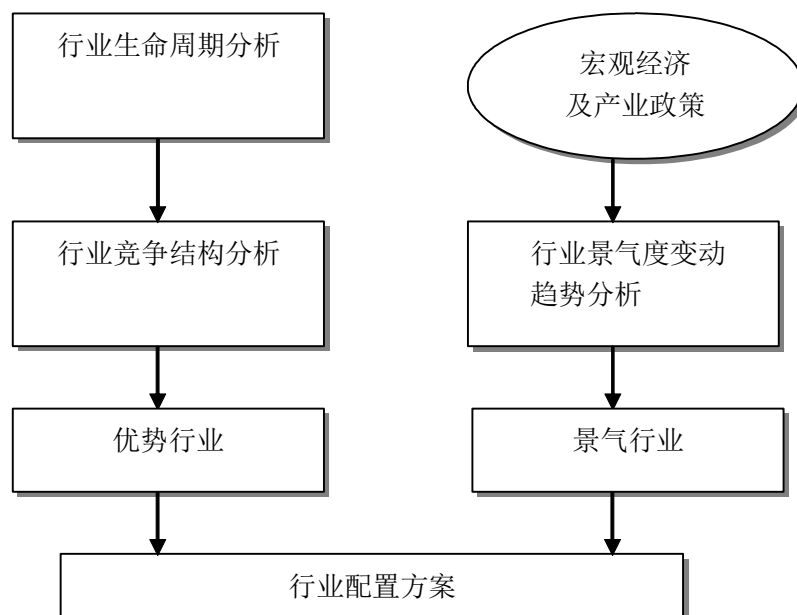 行业生命周期分析
宏观经济
及产业政策
行业竞争结构分析
行业景气度变动
趋势分析
优势行业
景气行业
行业配置方案